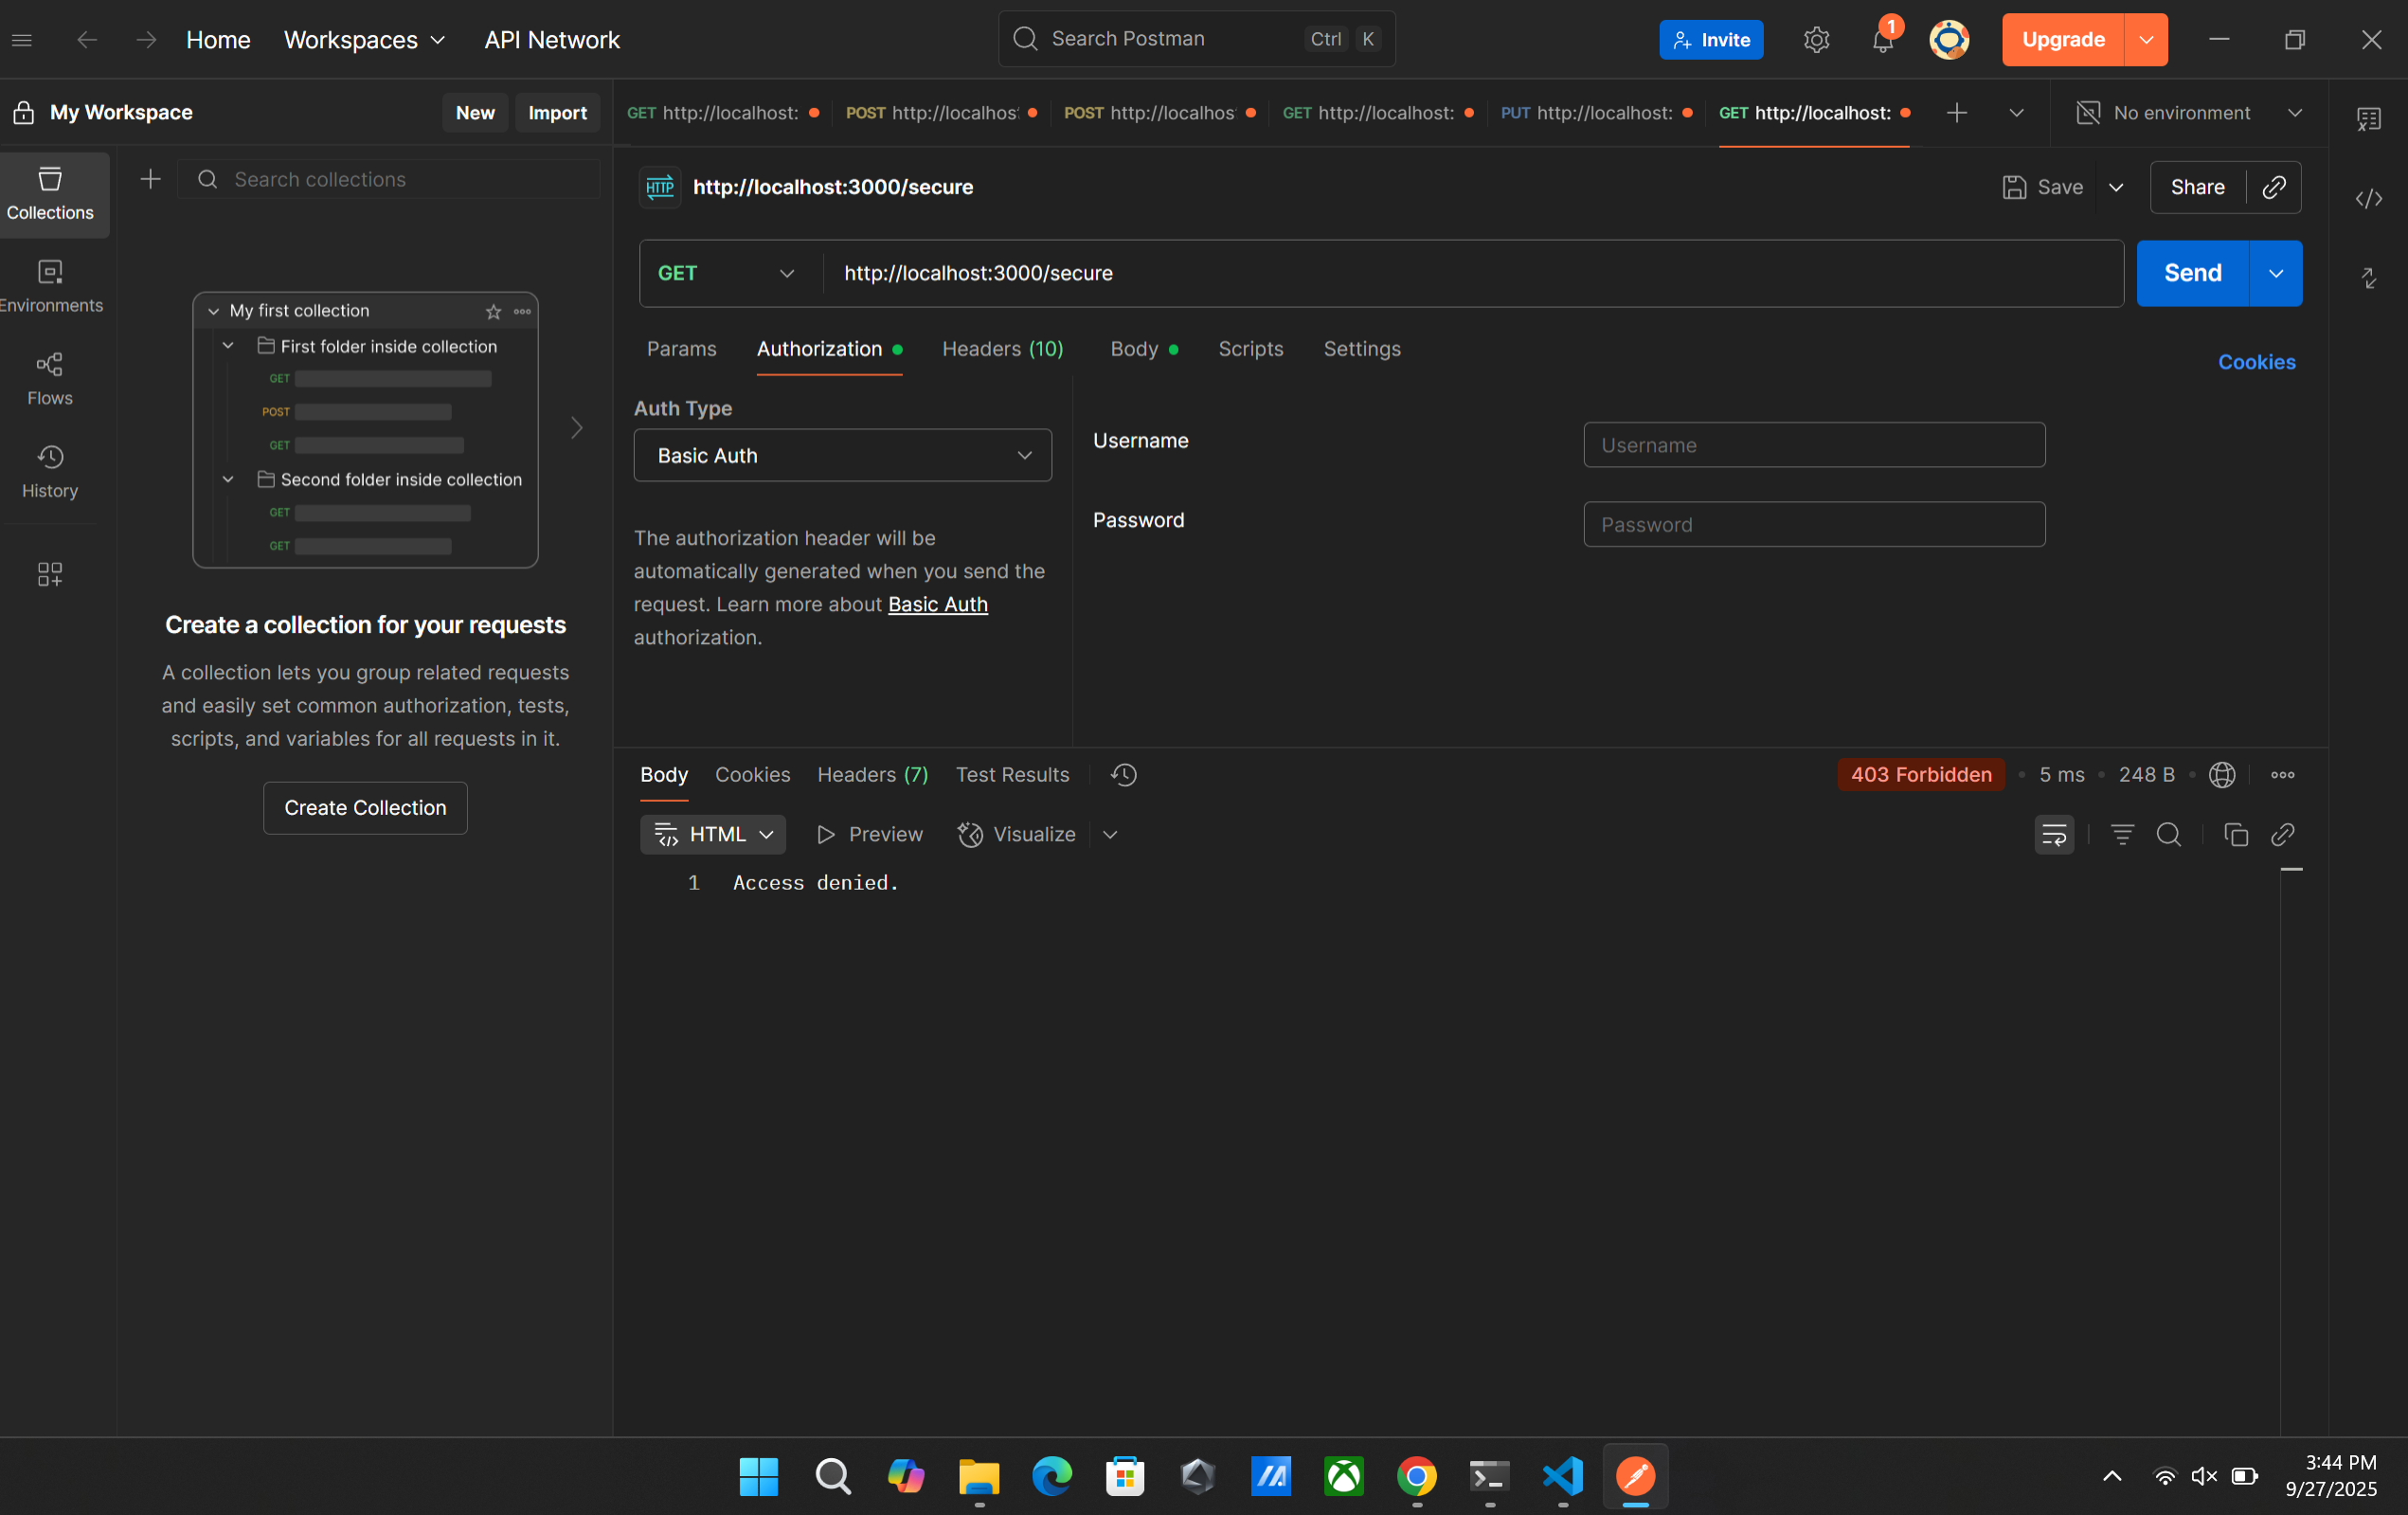 Home
Workspaces
API Network
Search Postman
Ctrl K
Invite
1
Upgrade
My Workspace
New
Import
GET http://localhost:
POST http://localhos
POST http://localhos
GET http://localhost:
PUT http://localhost:
GET http://localhost:
No environment
Collections
Environments
Flows
History
Search collections
My first collection
First folder inside collection
GET
POST
GET
Second folder inside collection
GET
GET
Create a collection for your requests
A collection lets you group related requests
and easily set common authorization, tests,
scripts, and variables for all requests in it.
Create Collection
HTTP
http://localhost:3000/secure
Save
Share
GET
http://localhost:3000/secure
Send
Params
Authorization
Headers (10)
Body
Scripts
Settings
Cookies
Auth Type
Basic Auth
The authorization header will be
automatically generated when you send the
request. Learn more about Basic Auth
authorization.
Username
Username
Password
Password
Body
Cookies
Headers (7)
Test Results
403 Forbidden
5 ms
248 B
HTML
Preview
Visualize
1 Access denied.
3:44 PM
9/27/2025